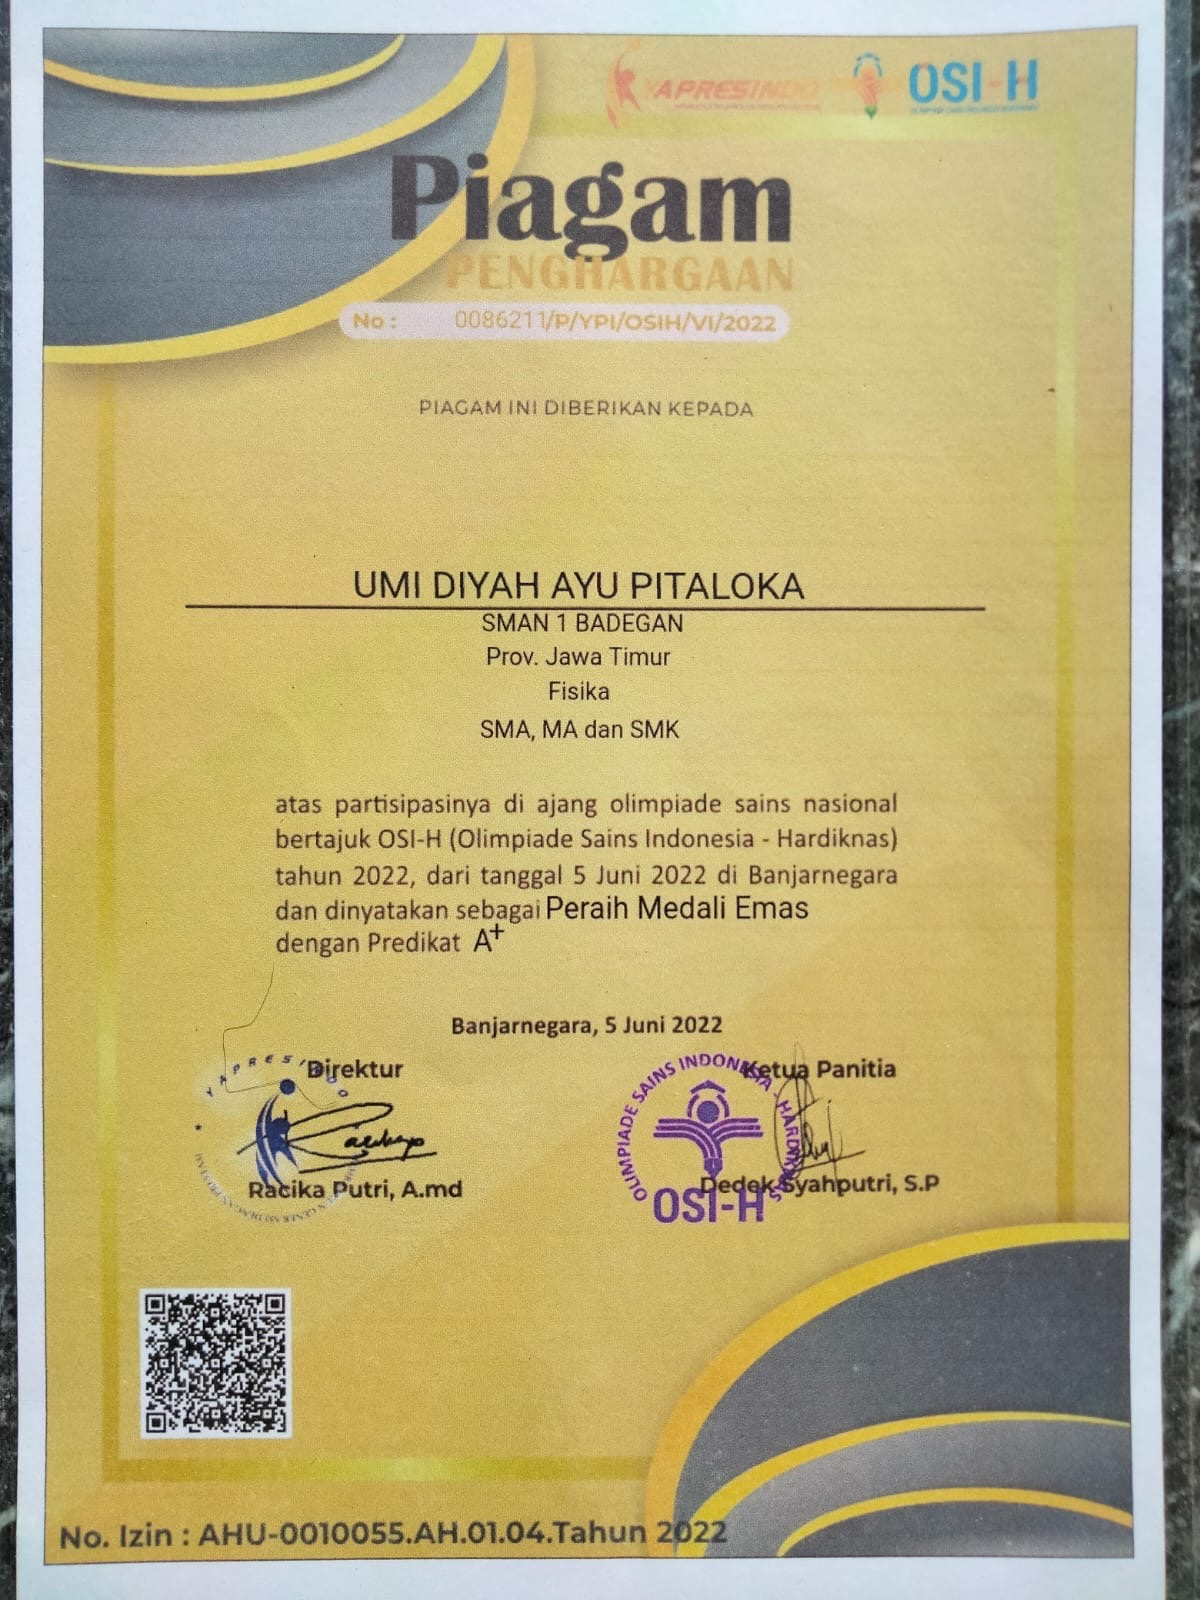 YAPRESINDO
OSI-H
Piagam
PENGHARGAAN
No : 0086211/P/YPI/OSIH/VI/2022
PIAGAM INI DIBERIKAN KEPADA
UMI DIYAH AYU PITALOKA
SMAN 1 BADEGAN
Prov. Jawa Timur
Fisika
SMA, MA dan SMK
atas partisipasinya di ajang olimpiade sains nasional
bertajuk OSI-H (Olimpiade Sains Indonesia - Hardiknas)
tahun 2022, dari tanggal 5 Juni 2022 di Banjarnegara
dan dinyatakan sebagai Peraih Medali Emas
dengan Predikat A+
Banjarnegara, 5 Juni 2022
Direktur
Ketua Panitia
YAPRESINDO
OLIMPIADE SAINS INDONESIA - HARDIKNAS
OSI-H
Racika Putri, A.md
Dedek Syahputri, S.P
No. Izin : AHU-0010055.AH.01.04.Tahun 2022